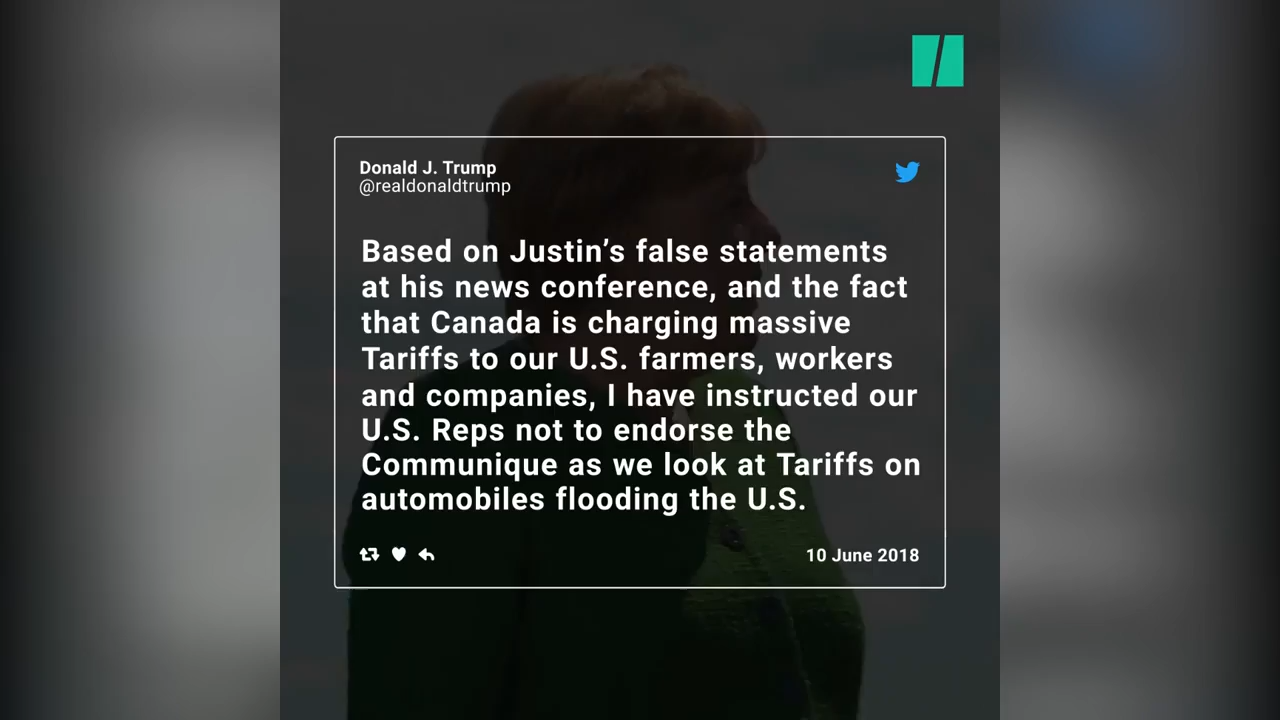 Donald J. Trump
@realdonaldtrump
Based on Justin’s false statements
at his news conference, and the fact
that Canada is charging massive
Tariffs to our U.S. farmers, workers
and companies, I have instructed our
U.S. Reps not to endorse the
Communique as we look at Tariffs on
automobiles flooding the U.S.
10 June 2018